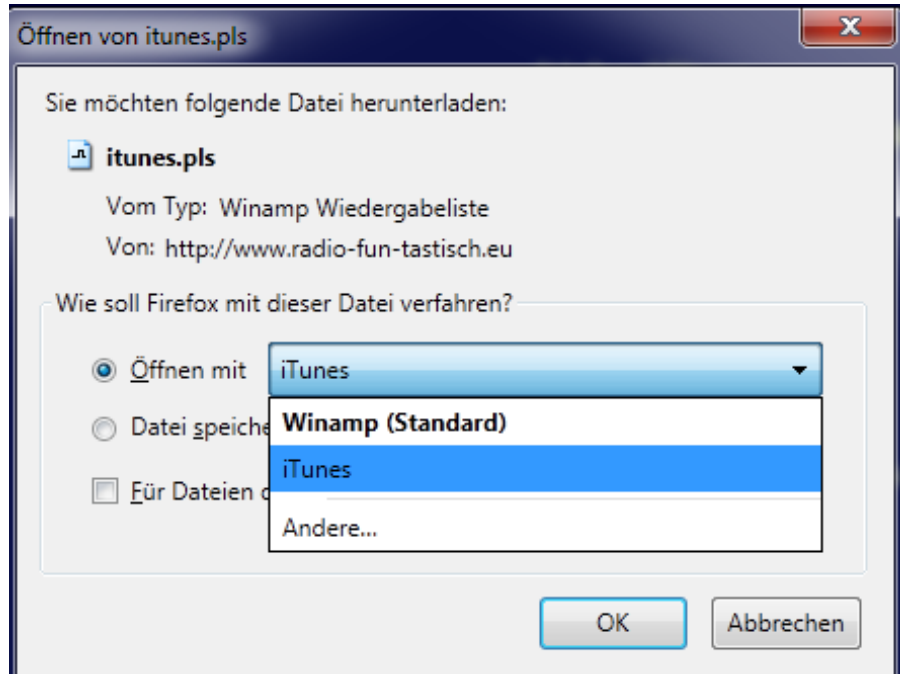 Öffnen von itunes.pls
Sie möchten folgende Datei herunterladen:
itunes.pls
Vom Typ: Winamp Wiedergabeliste
Von: http://www.radio-fun-tastisch.eu
Wie soll Firefox mit dieser Datei verfahren?
Öffnen mit iTunes
Winamp (Standard)
Datei speiche
iTunes
Für Dateien d
Andere...
OK Abbrechen